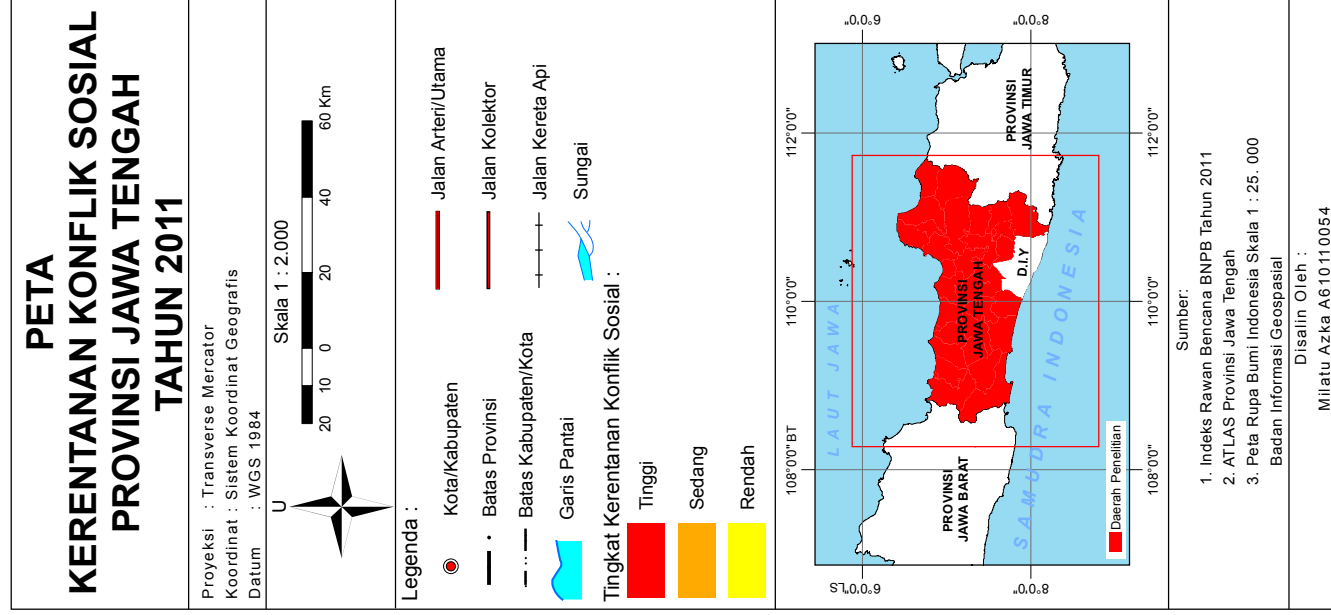 PETA
KERENTANAN KONFLIK SOSIAL
PROVINSI JAWA TENGAH
TAHUN 2011
Proyeksi : Transverse Mercator
Koordinat : Sistem Koordinat Geografis
Datum : WGS 1984
Skala 1 : 2.000
20 10 0 20 40 60 Km
U
Legenda :
Kota/Kabupaten
Batas Provinsi
Batas Kabupaten/Kota
Garis Pantai
Jalan Arteri/Utama
Jalan Kolektor
Jalan Kereta Api
Sungai
Tingkat Kerentanan Konflik Sosial :
Tinggi
Sedang
Rendah
108°0'0" BT
110°0'0"
112°0'0"
6°0'0"
8°0'0"
LAUT JAWA
PROVINSI
JAWA BARAT
PROVINSI
JAWA TENGAH
D.I.Y
PROVINSI
JAWA TIMUR
SAMUDRA INDONESIA
Daerah Penelitian
6°0'0" LS
8°0'0"
108°0'0"
110°0'0"
112°0'0"
Sumber:
1. Indeks Rawan Bencana BNPB Tahun 2011
2. ATLAS Provinsi Jawa Tengah
3. Peta Rupa Bumi Indonesia Skala 1 : 25. 000
Badan Informasi Geospasial
Disalin Oleh :
Milatu Azka A610110054